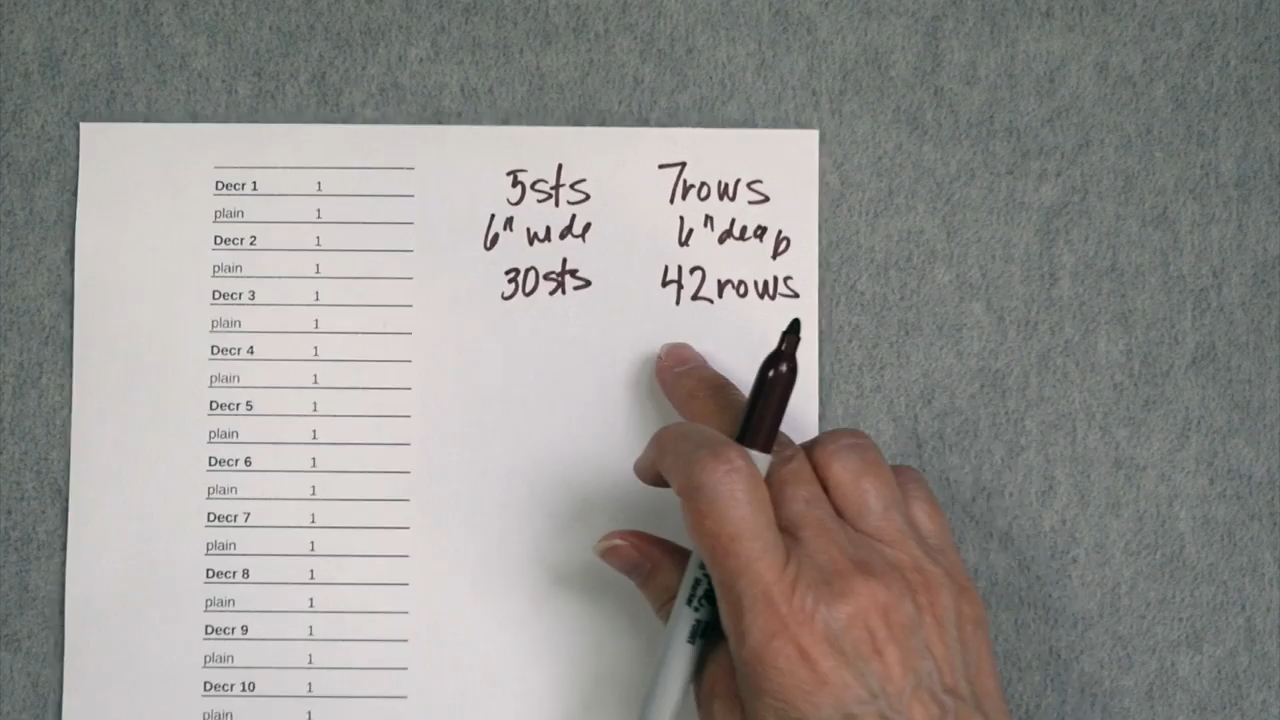 Decr 1 1
plain 1
Decr 2 1
plain 1
Decr 3 1
plain 1
Decr 4 1
plain 1
Decr 5 1
plain 1
Decr 6 1
plain 1
Decr 7 1
plain 1
Decr 8 1
plain 1
Decr 9 1
plain 1
Decr 10 1
plain 1
5sts 7rows
6" wide 6" deep
30sts 42rows